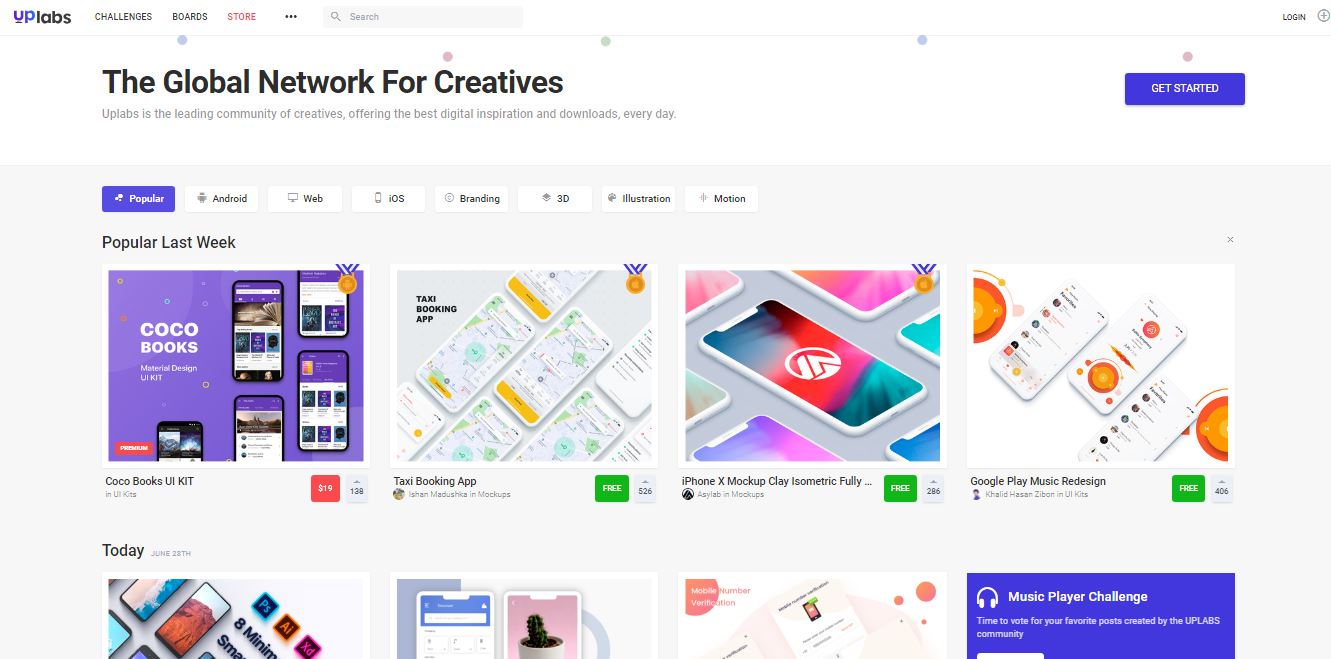 uplabs
CHALLENGES BOARDS STORE ••• Search LOGIN
The Global Network For Creatives
Uplabs is the leading community of creatives, offering the best digital inspiration and downloads, every day.
GET STARTED
Popular Android Web iOS Branding 3D Illustration Motion
Popular Last Week
COCO
BOOKS
Material Design
UI KIT
PREMIUM
TAXI
BOOKING
APP
Coco Books UI KIT
in UI Kits
$19 138
Taxi Booking App
Ishan Madushka in Mockups
FREE 526
iPhone X Mockup Clay Isometric Fully ...
Asylab in Mockups
FREE 286
Google Play Music Redesign
Khalid Hasan Zibon in UI Kits
FREE 406
Today JUNE 28TH
Ps
Ai
Xd
8 Minim
Sma
Mobile Number
Verification
Mobile number verification
Music Player Challenge
Time to vote for your favorite posts created by the UPLABS
community